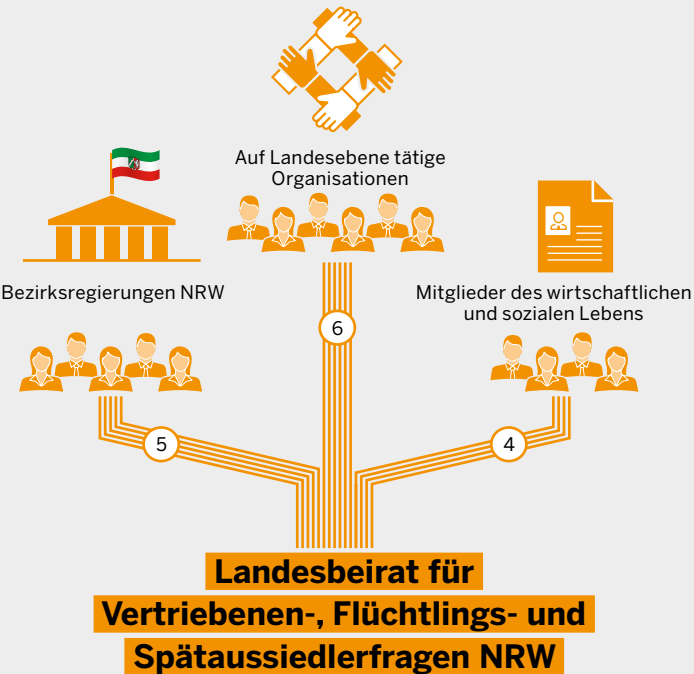 Auf Landesebene tätige
Organisationen
Bezirksregierungen NRW
Mitglieder des wirtschaftlichen
und sozialen Lebens
6
5
4
Landesbeirat für
Vertriebenen-, Flüchtlings- und
Spätaussiedlerfragen NRW